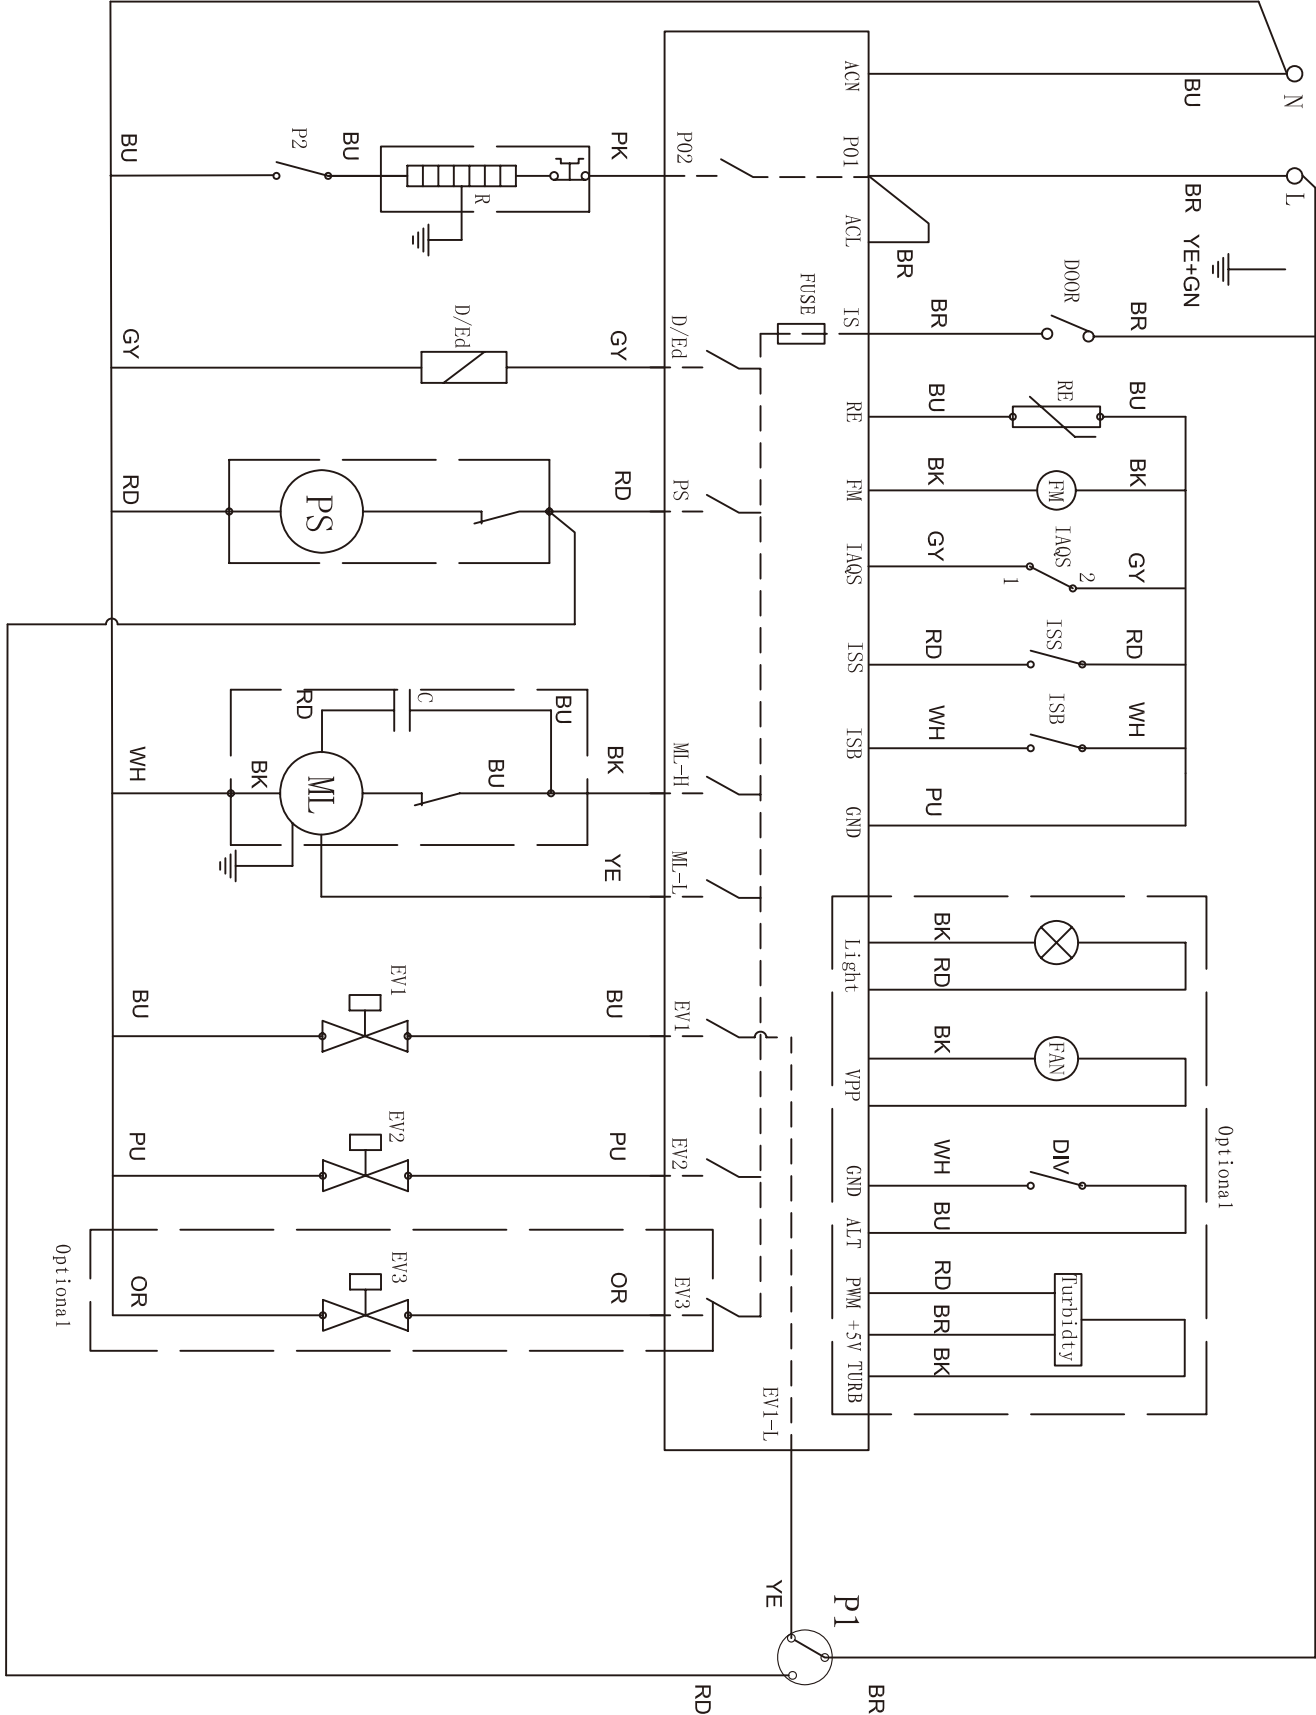 N
L
Optional
BU
BR
YE+GN
BR
BU
BK
GY
RD
WH
2
DOOR
RE
FM
IAQS
ISS
ISB
FAN
DIV
Turbidty
1
BR
BU
BK
GY
RD
WH
PU
BK
RD
BK
WH
BU
RD
BR
BK
BR
BR
ACN
PO1
ACL
IS
RE
FM
IAQS
ISS
ISB
GND
Light
VPP
GND
ALT
PWM
+5V
TURB
P1
FUSE
EV1-L
YE
RD
PO2
D/Ed
PS
ML-H
ML-L
EV1
EV2
EV3
PK
GY
RD
BK
YE
BU
PU
OR
BU
BU
R
D/Ed
C
EV1
EV2
EV3
BU
PS
ML
P2
RD
BK
BU
GY
RD
WH
BU
PU
OR
Optional